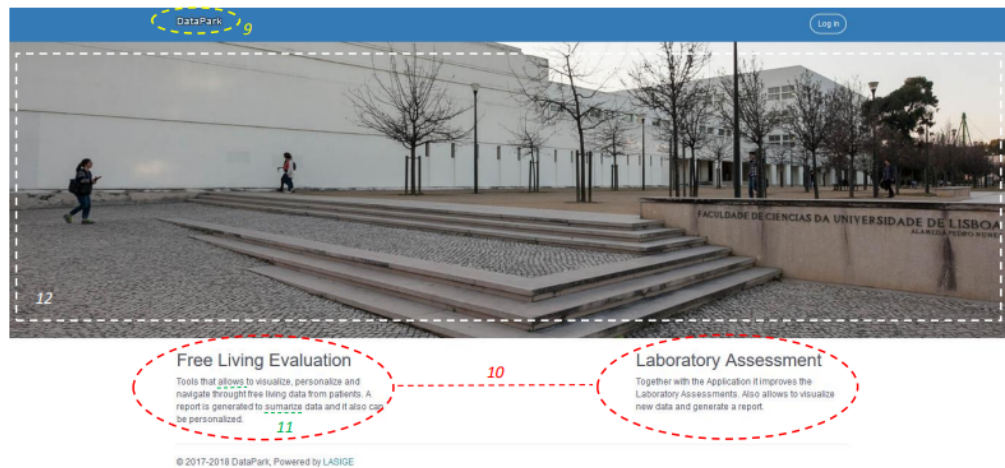 DataPark
9
Log in
FACULDADE DE CIENCIAS DA UNIVERSIDADE DE LISBOA
ALAMEDA PEDRO NUNES
12
Free Living Evaluation
Tools that allows to visualize, personalize and
navigate throught free living data from patients. A
report is generated to sumarize data and it also can
be personalized.
11
10
Laboratory Assessment
Together with the Application it improves the
Laboratory Assessments. Also allows to visualize
new data and generate a report.
© 2017-2018 DataPark, Powered by LASIGE